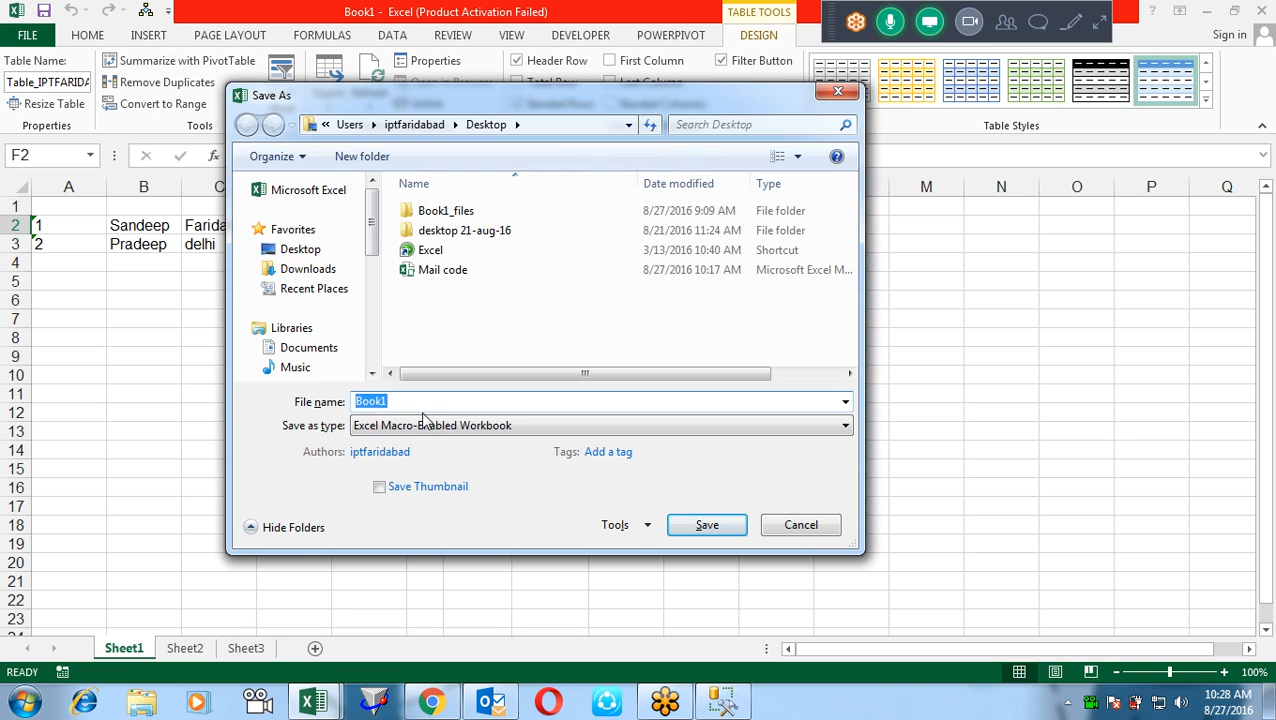 Book1 - Excel (Product Activation Failed)
TABLE TOOLS
Sign in
FILE HOME INSERT PAGE LAYOUT FORMULAS DATA REVIEW VIEW DEVELOPER POWERPIVOT DESIGN
Table Name:
Table_IPTFARIDA
Resize Table
Properties
Summarize with PivotTable
Remove Duplicates
Convert to Range
Tools
Properties
Header Row
First Column
Filter Button
Table Styles
Save As
Users iptfaridabad Desktop
Search Desktop
Organize New folder
Name Date modified Type
Microsoft Excel
Favorites
Desktop
Downloads
Recent Places
Libraries
Documents
Music
Book1_files 8/27/2016 9:09 AM File folder
desktop 21-aug-16 8/21/2016 11:24 AM File folder
Excel 3/13/2016 10:40 AM Shortcut
Mail code 8/27/2016 10:17 AM Microsoft Excel M...
File name: Book1
Save as type: Excel Macro-Enabled Workbook
Authors: iptfaridabad Tags: Add a tag
Save Thumbnail
Hide Folders Tools Save Cancel
F2
A B C M N O P Q
1
2 1 Sandeep Farida
3 2 Pradeep delhi
4
5
6
7
8
9
10
11
12
13
14
15
16
17
18
19
20
21
22
23
Sheet1 Sheet2 Sheet3
READY 100%
10:28 AM
8/27/2016